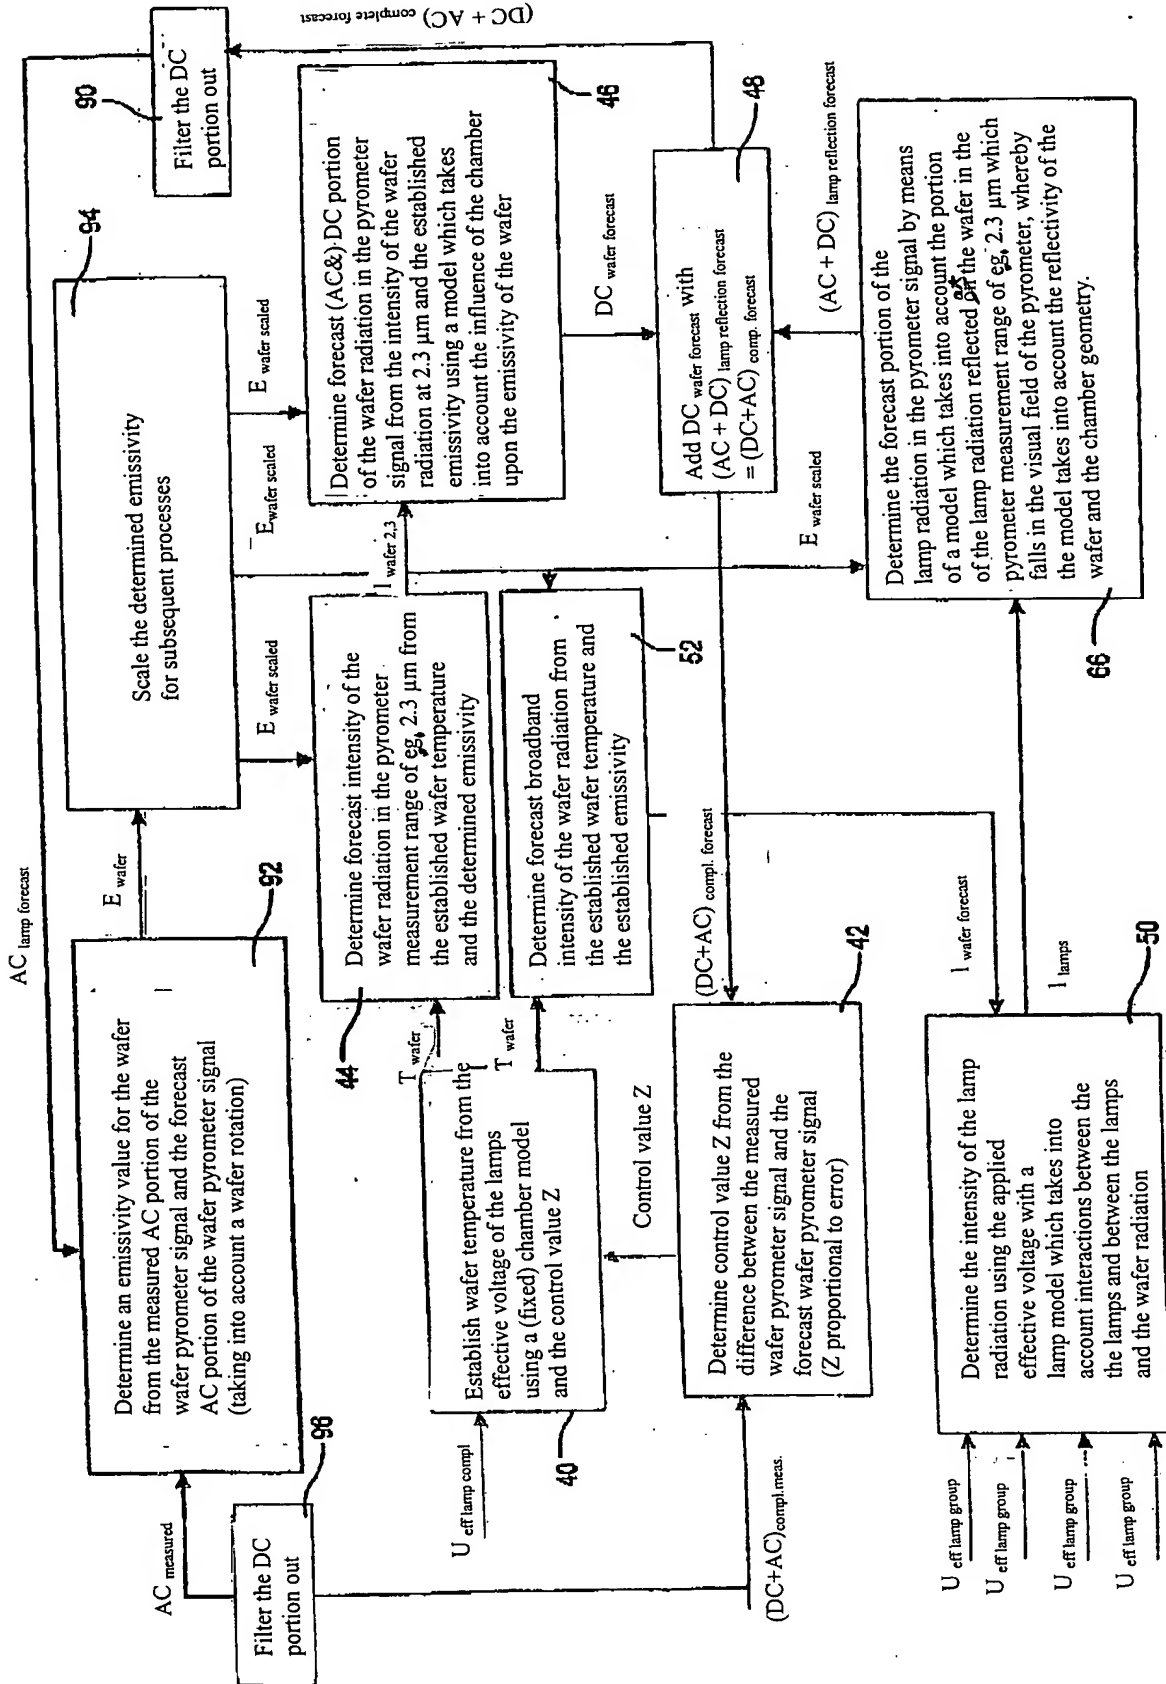 (DC + AC) complete forecast
90
Filter the DC
portion out
94
Scale the determined emissivity
for subsequent processes
AC lamp forecast
E wafer
92
Determine an emissivity value for the wafer
from the measured AC portion of the
wafer pyrometer signal and the forecast
AC portion of the wafer pyrometer signal
(taking into account a wafer rotation)
AC measured
96
Filter the DC
portion out
E wafer scaled
E wafer scaled
E wafer scaled
46
Determine forecast (AC&) DC portion
of the wafer radiation in the pyrometer
signal from the intensity of the wafer
radiation at 2.3 µm and the established
emissivity using a model which takes
into account the influence of the chamber
upon the emissivity of the wafer
I wafer 2,3
44
Determine forecast intensity of the
wafer radiation in the pyrometer
measurement range of eg. 2.3 µm from
the established wafer temperature
and the determined emissivity
T wafer
T wafer
52
Determine forecast broadband
intensity of the wafer radiation from
the established wafer temperature and
the established emissivity
Establish wafer temperature from the
effective voltage of the lamps
using a (fixed) chamber model
and the control value Z
40
U eff lamp compl
DC wafer forecast
48
Add DC wafer forecast with
(AC + DC) lamp reflection forecast
= (DC+AC) comp. forecast
(DC+AC) compl. forecast
Control value Z
42
Determine control value Z from the
difference between the measured
wafer pyrometer signal and the
forecast wafer pyrometer signal
(Z proportional to error)
(DC+AC)compl.meas.
(AC + DC) lamp reflection forecast
E wafer scaled
Determine the forecast portion of the
lamp radiation in the pyrometer signal by means
of a model which takes into account the portion
of the lamp radiation reflected on the wafer in the
pyrometer measurement range of eg. 2.3 µm which
falls in the visual field of the pyrometer, whereby
the model takes into account the reflectivity of the
wafer and the chamber geometry.
66
I wafer forecast
I lamps
50
Determine the intensity of the lamp
radiation using the applied
effective voltage with a
lamp model which takes into
account interactions between the
the lamps and between the lamps
and the wafer radiation
U eff lamp group
U eff lamp group
U eff lamp group
U eff lamp group